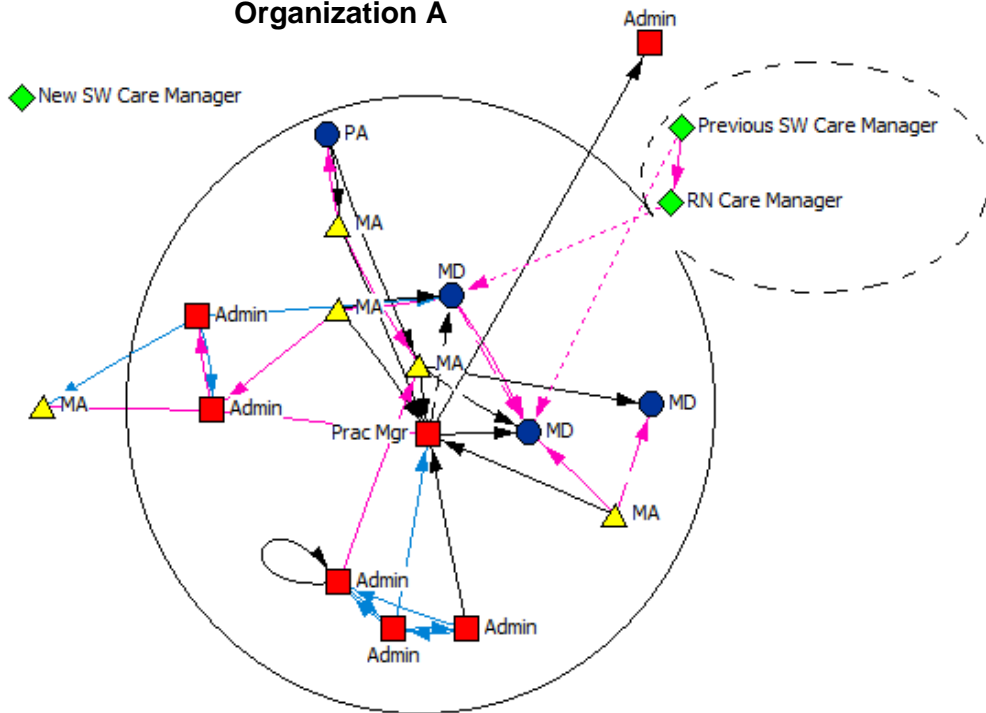 Organization A
Admin
New SW Care Manager
Previous SW Care Manager
PA
RN Care Manager
MA
MD
MA
Admin
MA
MA
Admin
MD
Prac Mgr
MD
MA
Admin
Admin
Admin